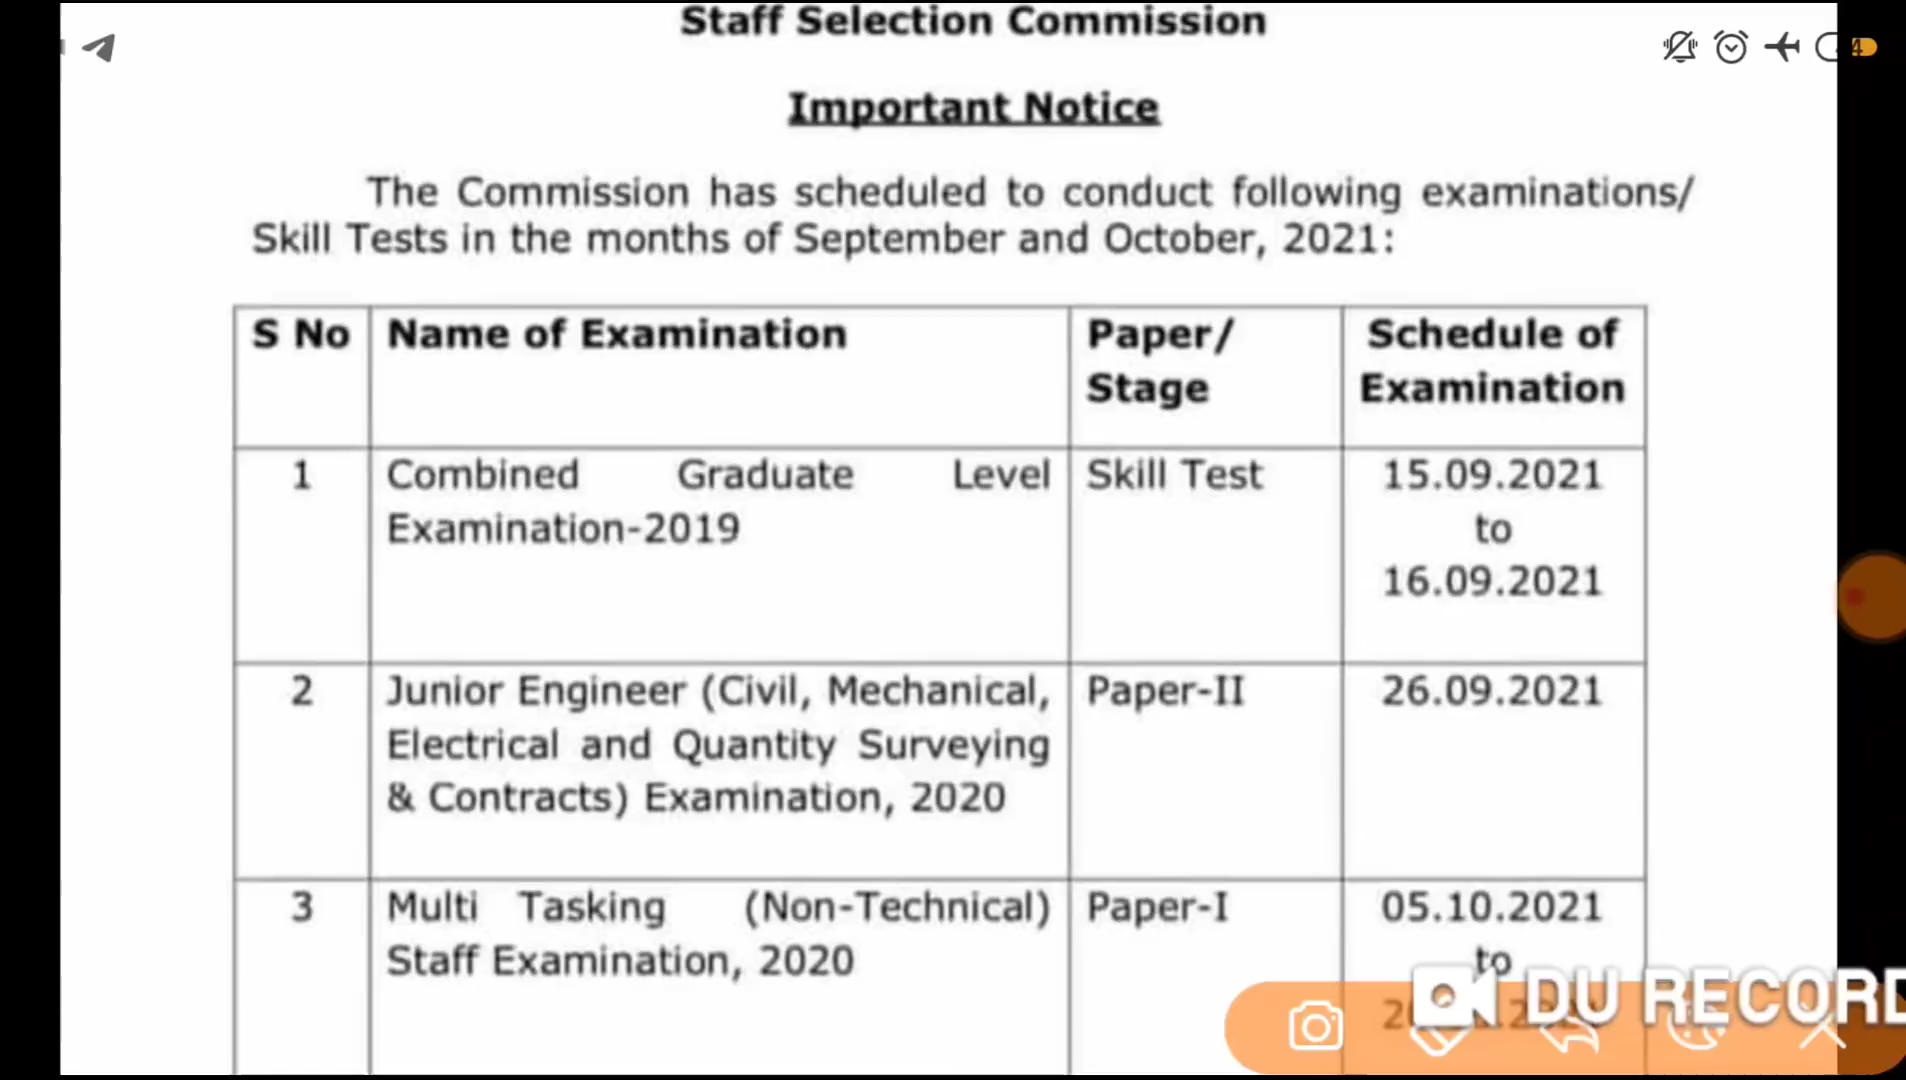 Staff Selection Commission
Important Notice
The Commission has scheduled to conduct following examinations/
Skill Tests in the months of September and October, 2021:
S No Name of Examination Paper/ Stage Schedule of Examination
1 Combined Graduate Level Examination-2019 Skill Test 15.09.2021 to 16.09.2021
2 Junior Engineer (Civil, Mechanical, Electrical and Quantity Surveying & Contracts) Examination, 2020 Paper-II 26.09.2021
3 Multi Tasking (Non-Technical) Staff Examination, 2020 Paper-I 05.10.2021 to
DU RECORD